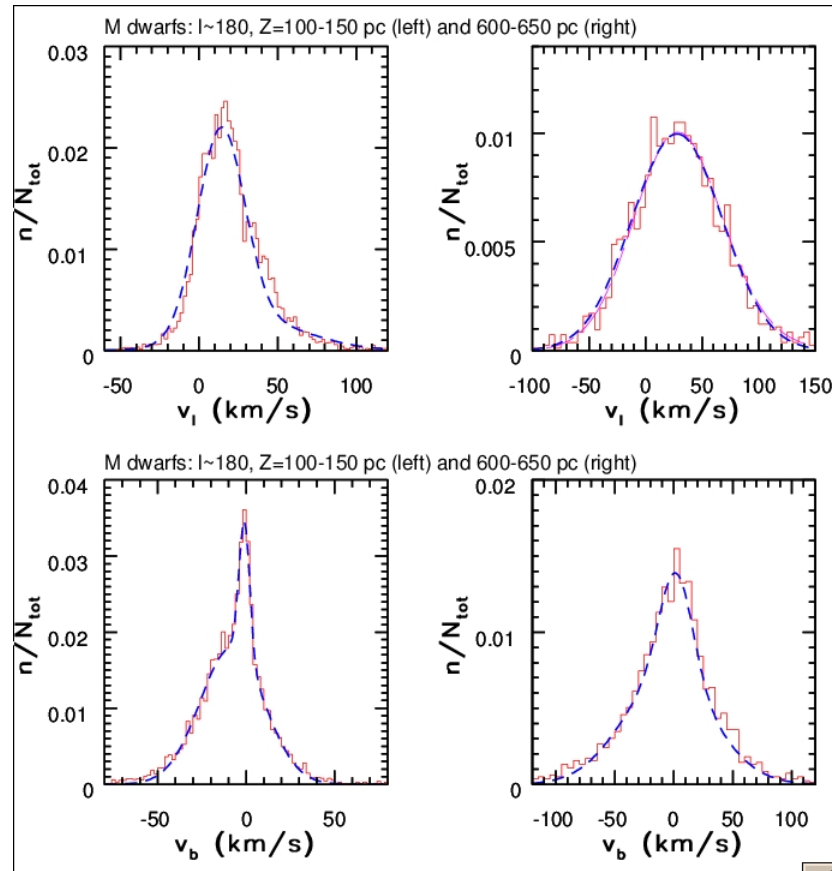 M dwarfs: l~180, Z=100-150 pc (left) and 600-650 pc (right)
0.03
0.02
0.01
0
n/N_tot
-50 0 50 100
v_l (km/s)
0.01
0.005
0
n/N_tot
-100 -50 0 50 100 150
v_l (km/s)
M dwarfs: l~180, Z=100-150 pc (left) and 600-650 pc (right)
0.04
0.03
0.02
0.01
0
n/N_tot
-50 0 50
v_b (km/s)
0.02
0.01
0
n/N_tot
-100 -50 0 50 100
v_b (km/s)